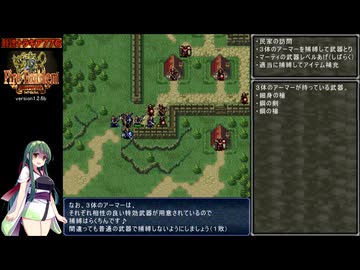 Fire Emblem
version1.2.8b
・民家の訪問
・3体のアーマーを捕縛して武器とり
・マーティの武器レベルあげ(しばらく)
・適当に捕縛してアイテム補充
3体のアーマーが持っている武器。
・細身の槍
・鋼の剣
・鋼の槍
なお、3体のアーマーは、
それぞれ相性の良い特効武器が用意されているので
捕縛はらくちんです♪
間違っても普通の武器で捕縛しないようにしましょう(1敗)